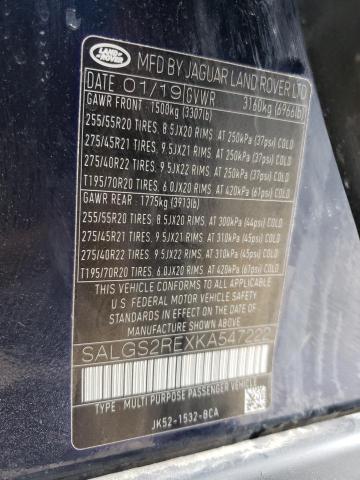 LAND ROVER
MFD BY JAGUAR LAND ROVER LTD
DATE 01/19 GVWR 3160kg (6966lb)
GAWR FRONT: 1500kg (3307lb)
255/55R20 TIRES, 8.5JX20 RIMS, AT 250kPa (37psi) COLD
275/45R21 TIRES, 9.5JX21 RIMS, AT 250kPa (37psi) COLD
275/40R22 TIRES, 9.5JX22 RIMS, AT 250kPa (37psi) COLD
T195/70R20 TIRES, 6.0JX20 RIMS, AT 420kPa (61psi) COLD
GAWR REAR: 1775kg (3913lb)
255/55R20 TIRES, 8.5JX20 RIMS, AT 300kPa (44psi) COLD
275/45R21 TIRES, 9.5JX21 RIMS, AT 310kPa (45psi) COLD
275/40R22 TIRES, 9.5JX22 RIMS, AT 310kPa (45psi) COLD
T195/70R20 TIRES 6.0JX20 RIMS, AT 420kPa (61psi) COLD
THIS VEHICLE CONFORMS TO ALL APPLICABLE
U.S. FEDERAL MOTOR VEHICLE SAFETY
STANDARDS IN EFFECT ON THE DATE OF
MANUFACTURE SHOWN ABOVE
SALGS2REXKA547222
TYPE: MULTI PURPOSE PASSENGER VEHICLE
JK52-1532-BCA